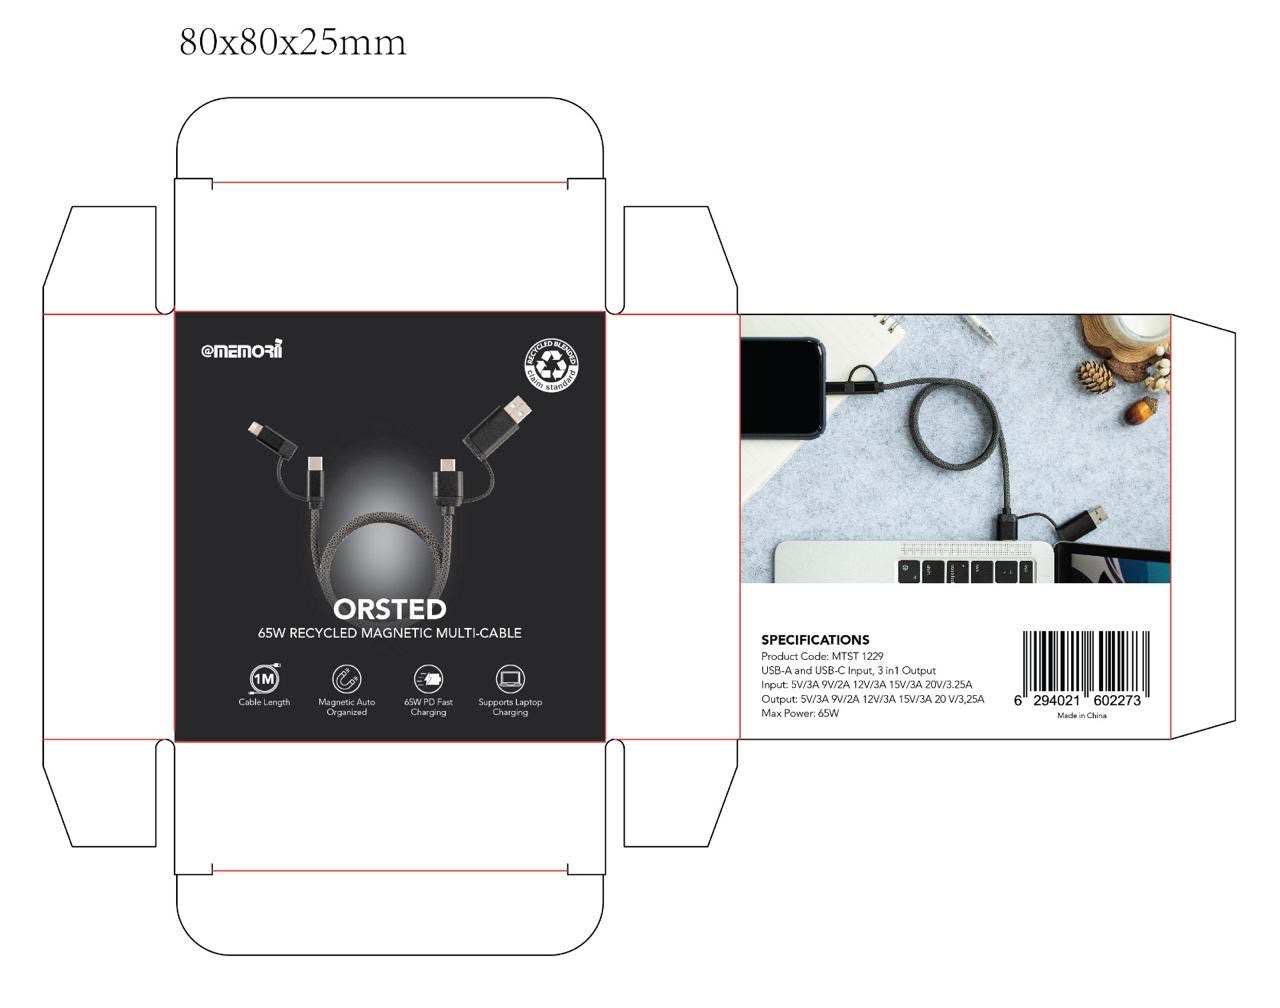 80x80x25mm
@MEMORii
RECYCLED BLENDED
claim standard
ORSTED
65W RECYCLED MAGNETIC MULTI-CABLE
1M
Cable Length
Magnetic Auto
Organized
65W PD Fast
Charging
Supports Laptop
Charging
SPECIFICATIONS
Product Code: MTST 1229
USB-A and USB-C Input, 3 in1 Output
Input: 5V/3A 9V/2A 12V/3A 15V/3A 20V/3.25A
Output: 5V/3A 9V/2A 12V/3A 15V/3A 20 V/3,25A
Max Power: 65W
6 294021 602273
Made in China